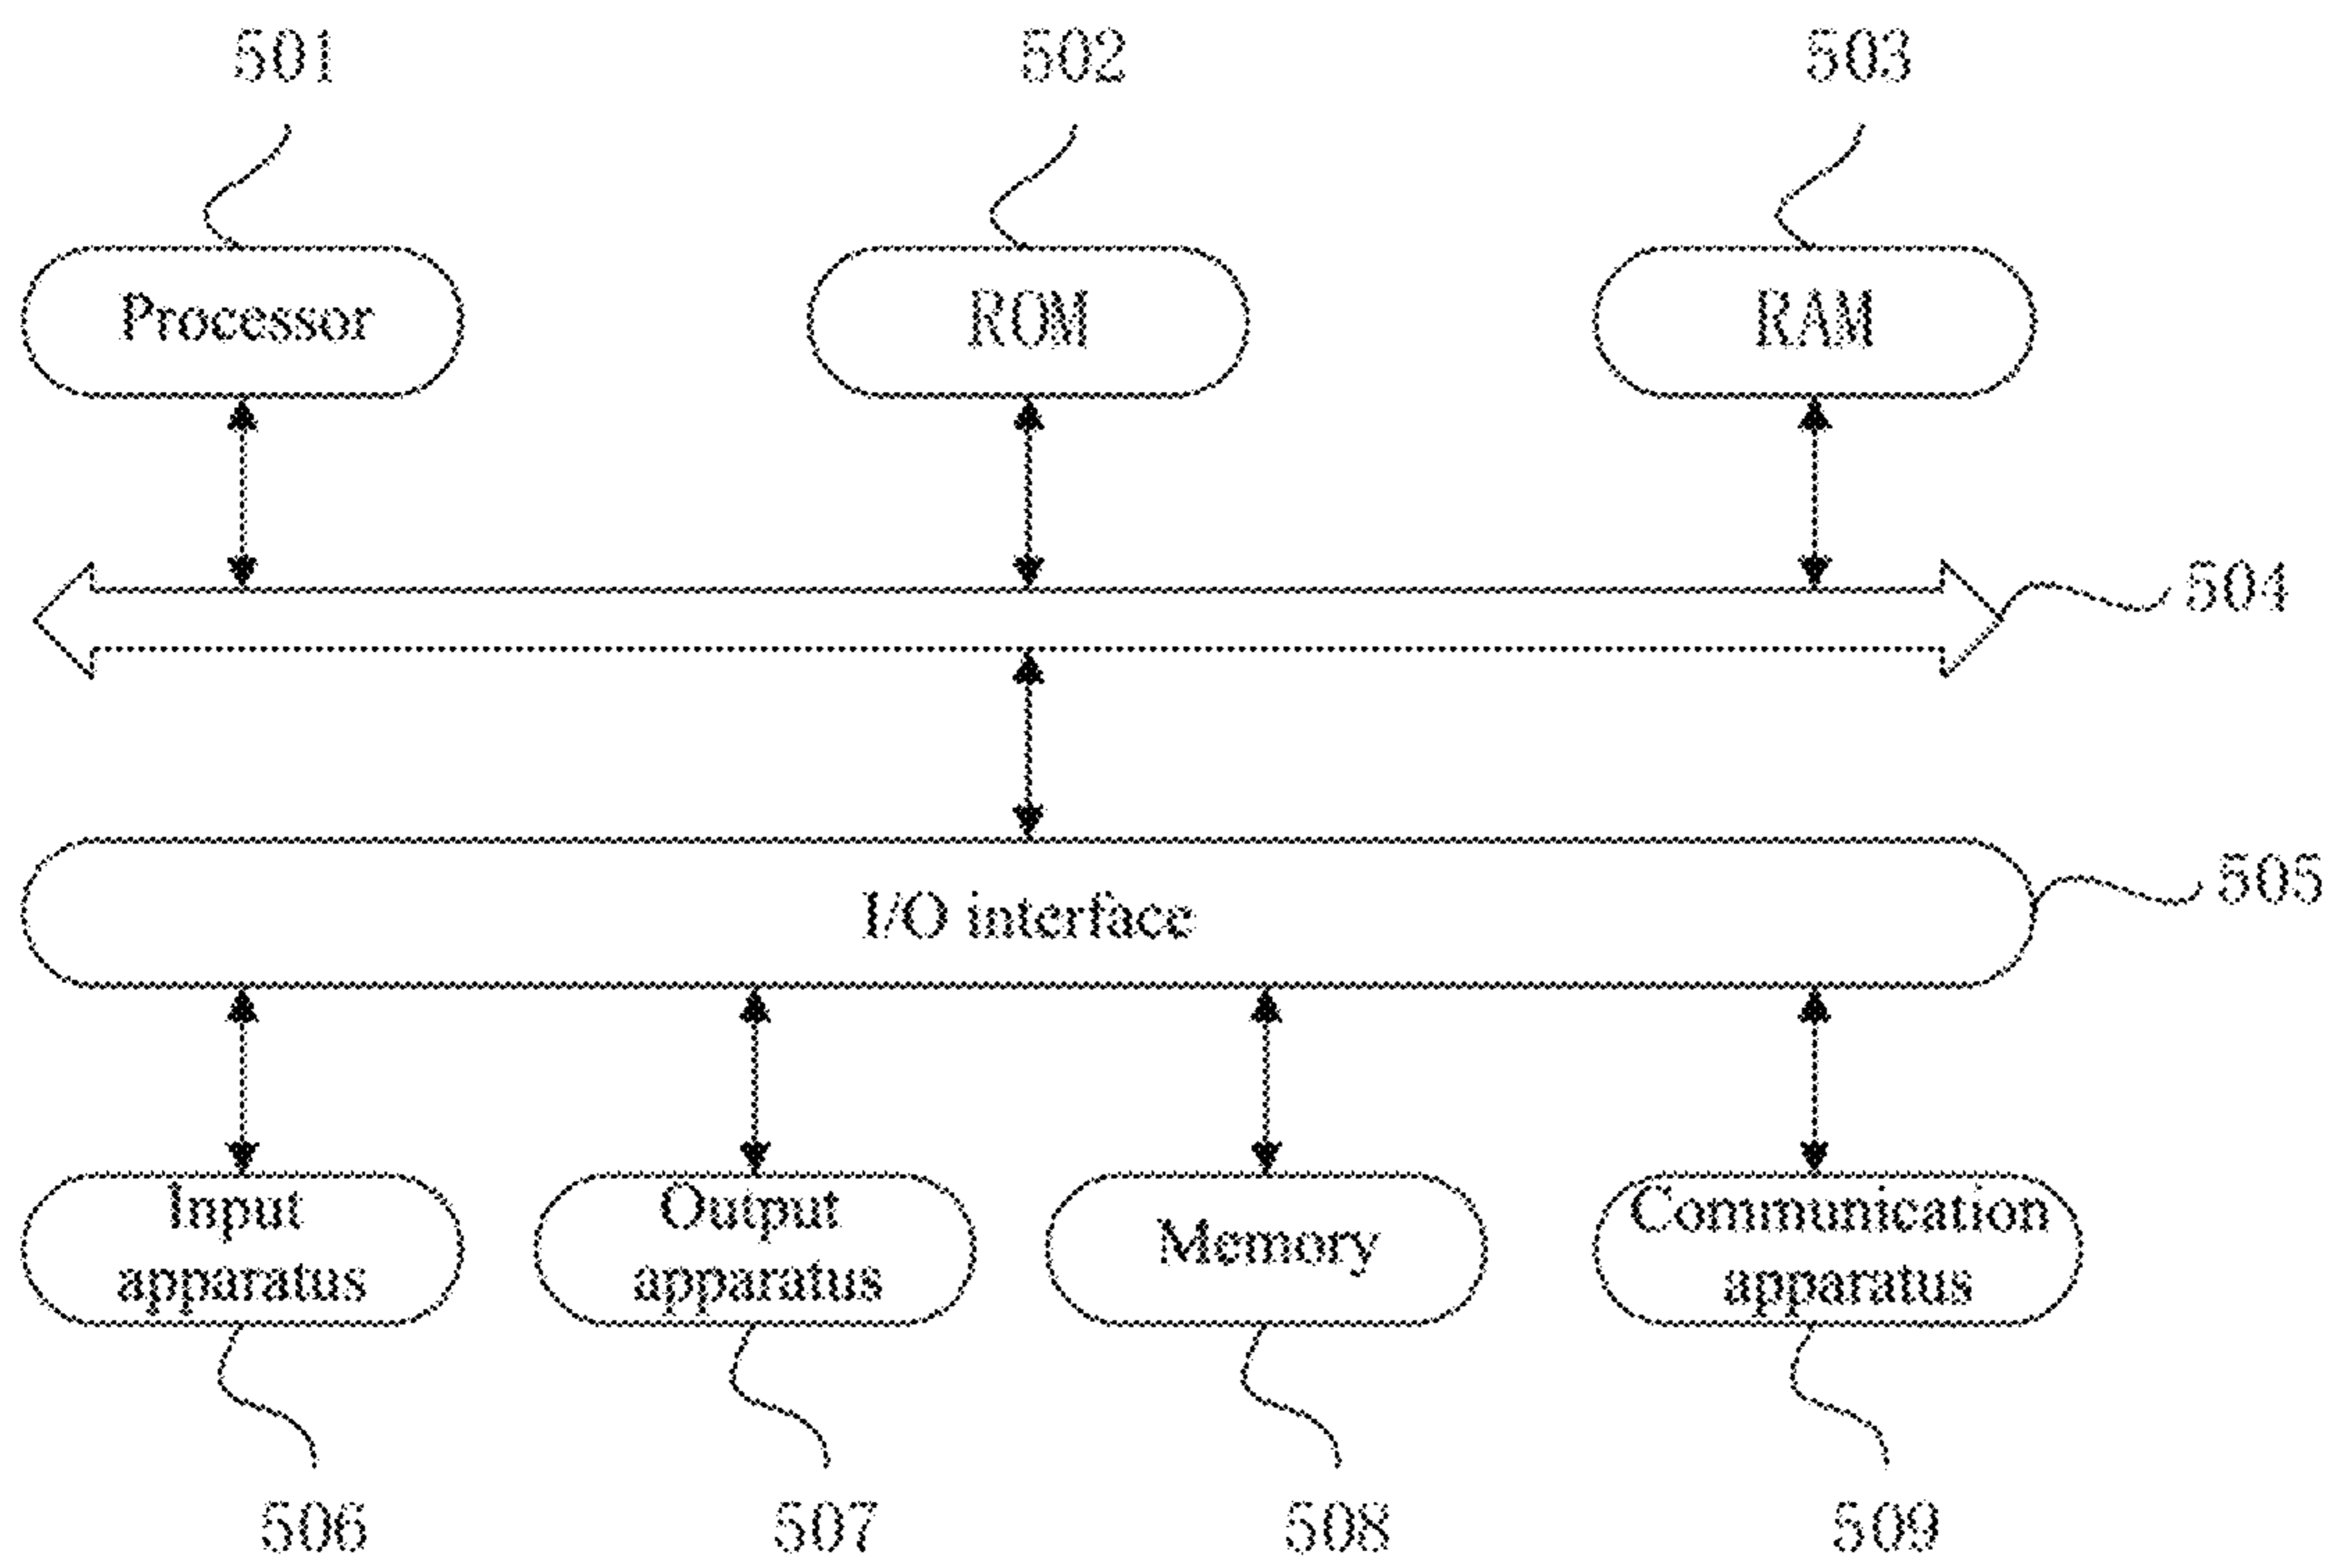 501
502
503
Processor
ROM
RAM
504
I/O interface
505
Input
apparatus
Output
apparatus
Memory
Communication
apparatus
506
507
508
509